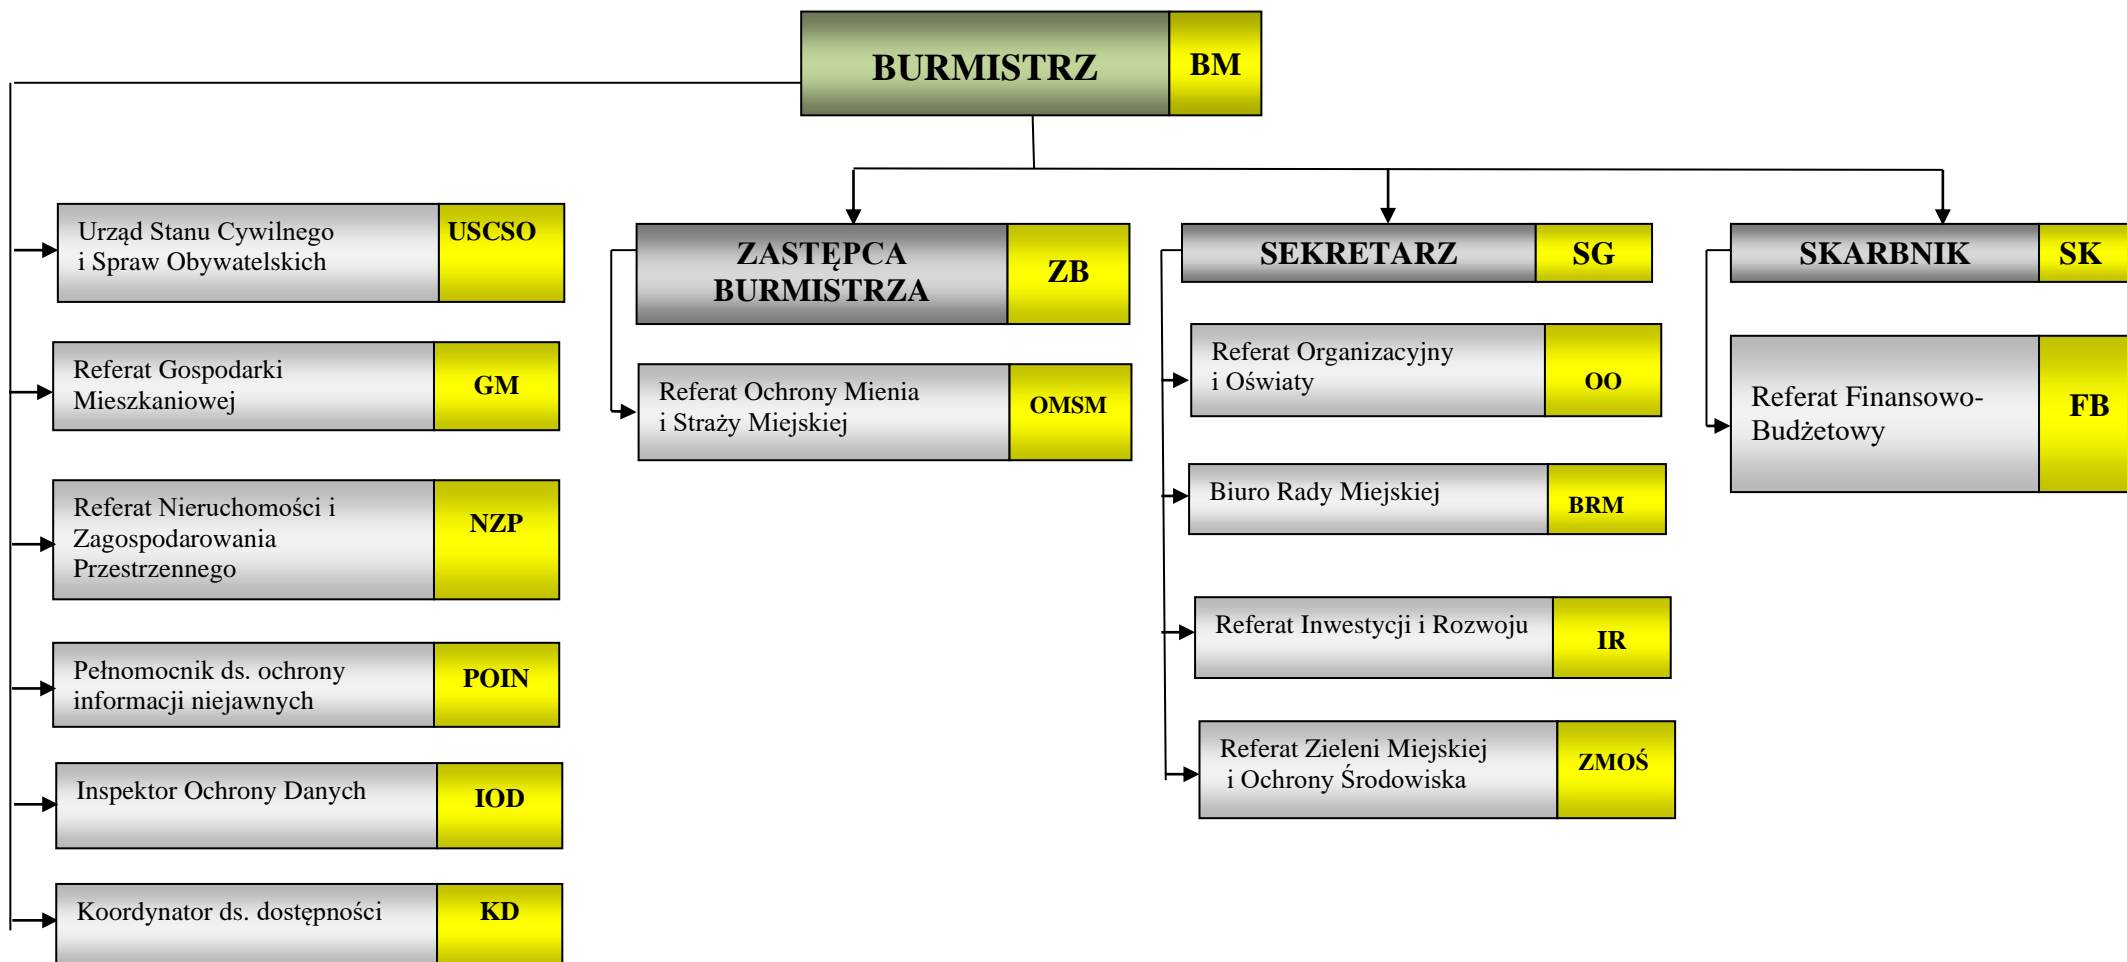 BURMISTRZ
BM
Urząd Stanu Cywilnego
i Spraw Obywatelskich
USCSO
Referat Gospodarki
Mieszkaniowej
GM
Referat Nieruchomości i
Zagospodarowania
Przestrzennego
NZP
Pełnomocnik ds. ochrony
informacji niejawnych
POIN
Inspektor Ochrony Danych
IOD
Koordynator ds. dostępności
KD
ZASTĘPCA
BURMISTRZA
ZB
Referat Ochrony Mienia
i Straży Miejskiej
OMSM
SEKRETARZ
SG
Referat Organizacyjny
i Oświaty
OO
Biuro Rady Miejskiej
BRM
Referat Inwestycji i Rozwoju
IR
Referat Zieleni Miejskiej
i Ochrony Środowiska
ZMOŚ
SKARBNIK
SK
Referat Finansowo-
Budżetowy
FB